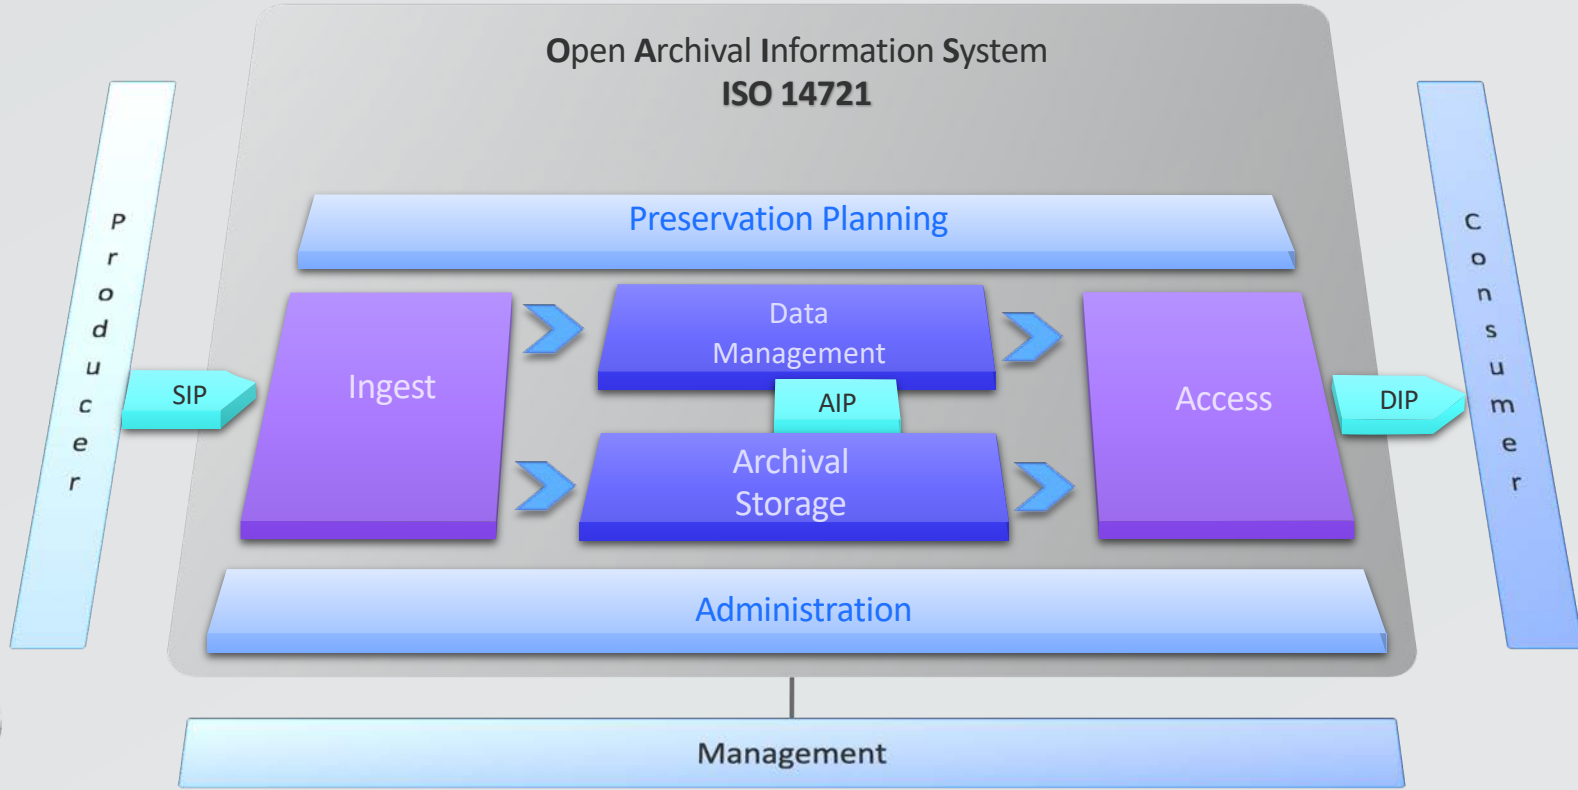 Open Archival Information System
ISO 14721
Producer
Preservation Planning
Consumer
SIP
Ingest
Data
Management
AIP
Archival
Storage
Access
DIP
Administration
Management